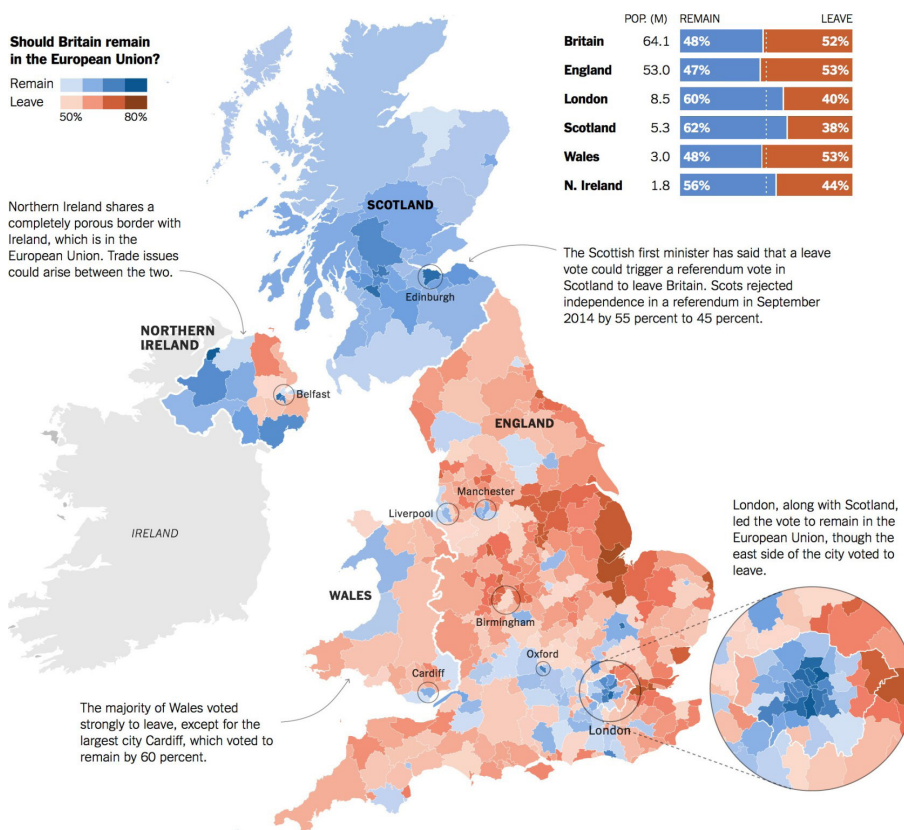 Should Britain remain
in the European Union?
Remain
Leave
50% 80%
POP. (M) REMAIN LEAVE
Britain 64.1 48% 52%
England 53.0 47% 53%
London 8.5 60% 40%
Scotland 5.3 62% 38%
Wales 3.0 48% 53%
N. Ireland 1.8 56% 44%
Northern Ireland shares a
completely porous border with
Ireland, which is in the
European Union. Trade issues
could arise between the two.
SCOTLAND
Edinburgh
The Scottish first minister has said that a leave
vote could trigger a referendum vote in
Scotland to leave Britain. Scots rejected
independence in a referendum in September
2014 by 55 percent to 45 percent.
NORTHERN
IRELAND
Belfast
ENGLAND
Manchester
Liverpool
IRELAND
London, along with Scotland,
led the vote to remain in the
European Union, though the
east side of the city voted to
leave.
WALES
Birmingham
Oxford
Cardiff
London
The majority of Wales voted
strongly to leave, except for the
largest city Cardiff, which voted to
remain by 60 percent.